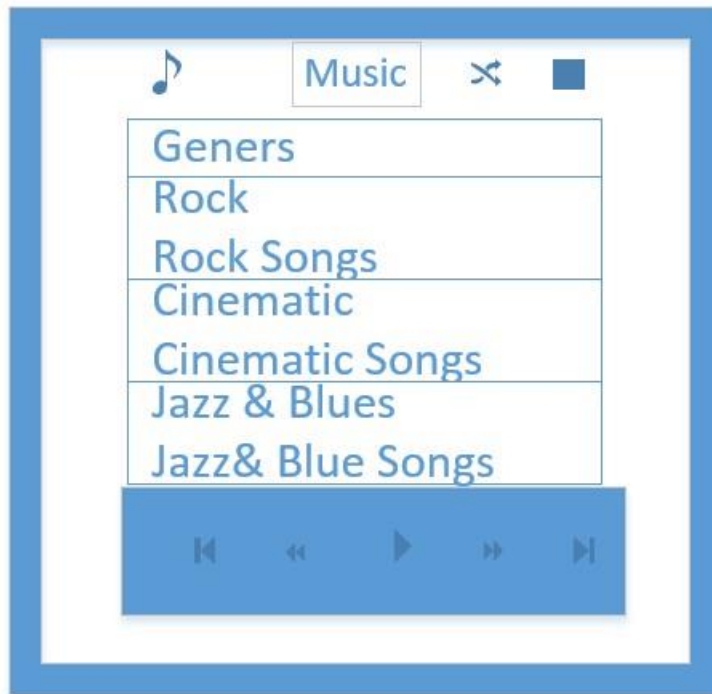 Music
Geners
Rock
Rock Songs
Cinematic
Cinematic Songs
Jazz & Blues
Jazz& Blue Songs